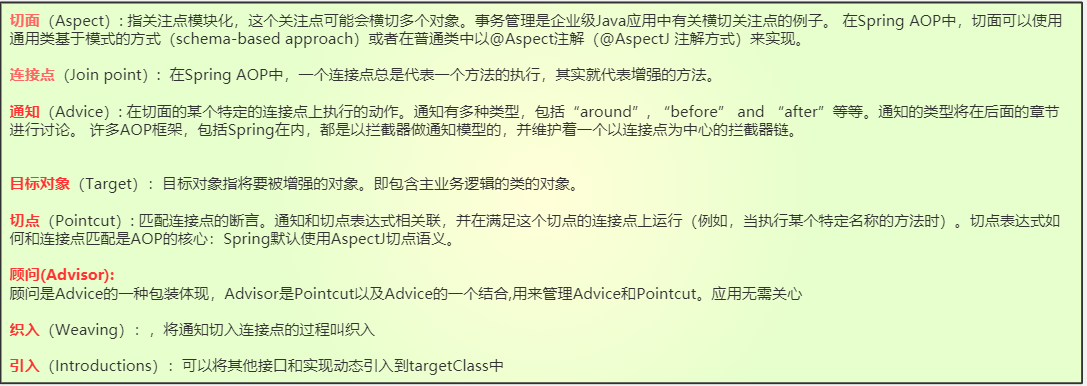 切面（Aspect）: 指关注点模块化，这个关注点可能会横切多个对象。事务管理是企业级Java应用中有关横切关注点的例子。 在Spring AOP中，切面可以使用
通用类基于模式的方式（schema-based approach）或者在普通类中以@Aspect注解（@AspectJ 注解方式）来实现。
连接点（Join point）: 在Spring AOP中，一个连接点总是代表一个方法的执行，其实就代表增强的方法。
通知（Advice）: 在切面的某个特定的连接点上执行的动作。通知有多种类型，包括“around”, “before” and “after”等等。通知的类型将在后面的章节
进行讨论。 许多AOP框架，包括Spring在内，都是以拦截器做通知模型的，并维护着一个以连接点为中心的拦截器链。
目标对象（Target）: 目标对象指将要被增强的对象。即包含主业务逻辑的类的对象。
切点（Pointcut）: 匹配连接点的断言。通知和切点表达式相关联，并在满足这个切点的连接点上运行（例如，当执行某个特定名称的方法时）。切点表达式如
何和连接点匹配是AOP的核心：Spring默认使用AspectJ切点语义。
顾问(Advisor):
顾问是Advice的一种包装体现，Advisor是Pointcut以及Advice的一个结合,用来管理Advice和Pointcut。应用无需关心
织入（Weaving）: ，将通知切入连接点的过程叫织入
引入（Introductions）: 可以将其他接口和实现动态引入到targetClass中